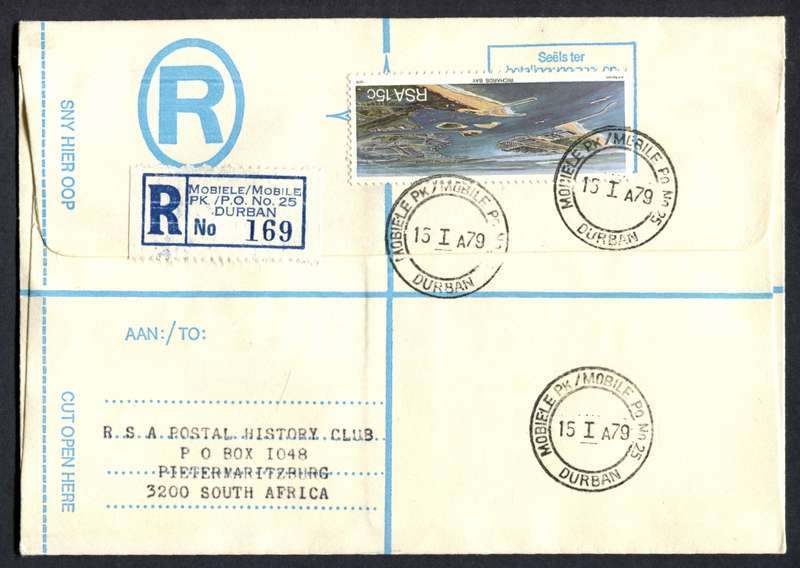 SNY HIER OOP
R
Seëls ter
RSA 15c
RICHARDS BAY
R
MOBIELE/MOBILE
PK./P.O. No. 25
DURBAN
No 169
MOBIELE PK/MOBILE PO
15 I A79
DURBAN
MOBIELE PK/MOBILE PO No 25
15 I A79
DURBAN
AAN:/TO:
R.S.A POSTAL HISTORY CLUB
P O BOX 1048
PIETERMARITZBURG
3200 SOUTH AFRICA
CUT OPEN HERE
MOBIELE PK/MOBILE PO No 25
15 I A79
DURBAN